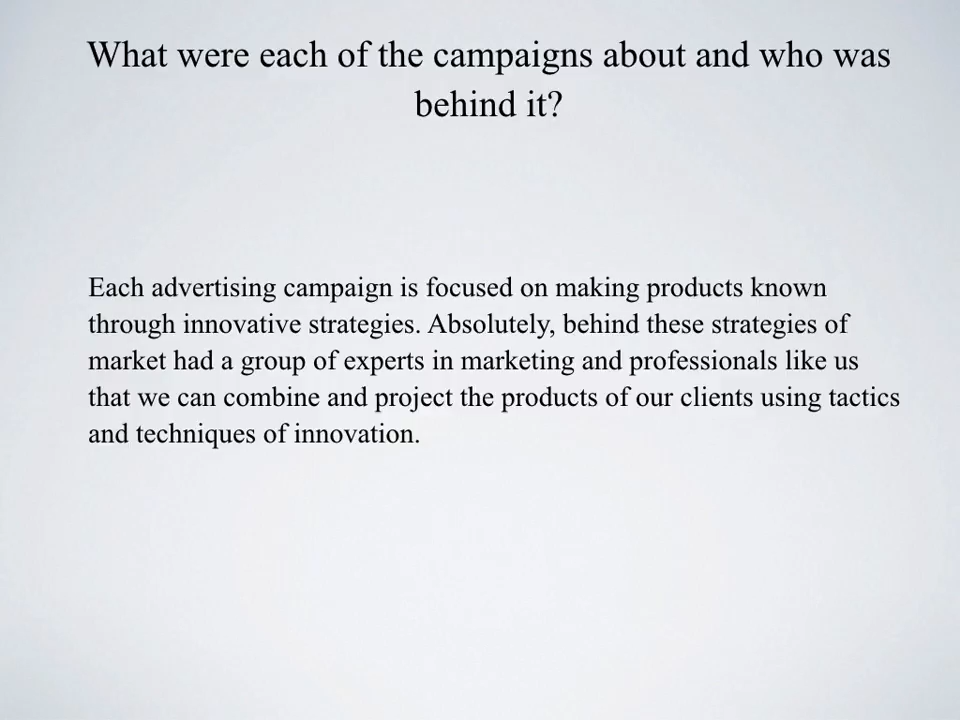 What were each of the campaigns about and who was
behind it?
Each advertising campaign is focused on making products known
through innovative strategies. Absolutely, behind these strategies of
market had a group of experts in marketing and professionals like us
that we can combine and project the products of our clients using tactics
and techniques of innovation.